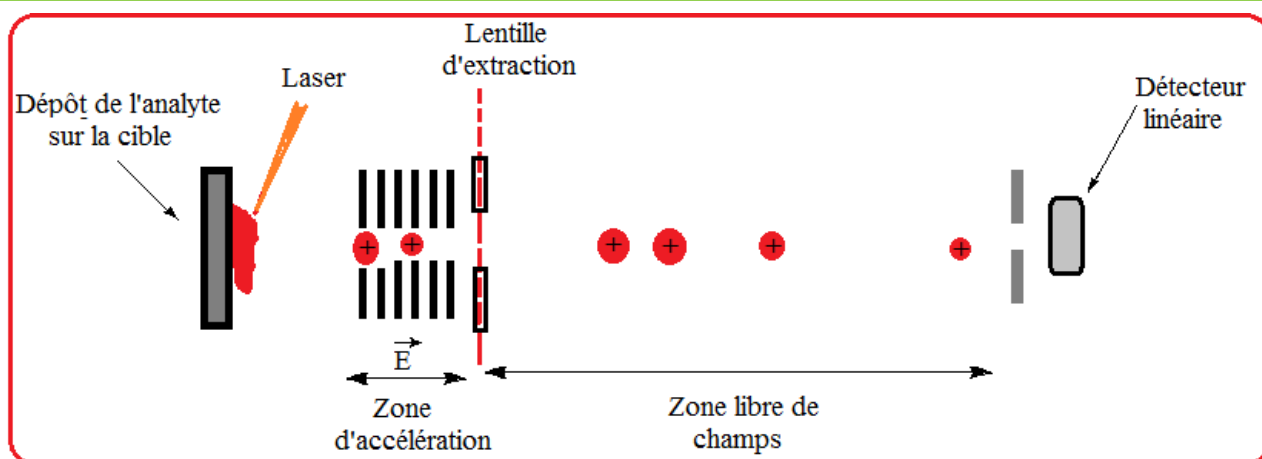 Lentille
d'extraction
Laser
Dépôt de l'analyte
sur la cible
Détecteur
linéaire
+
+
+
+
+
+
E
Zone
d'accélération
Zone libre de
champs